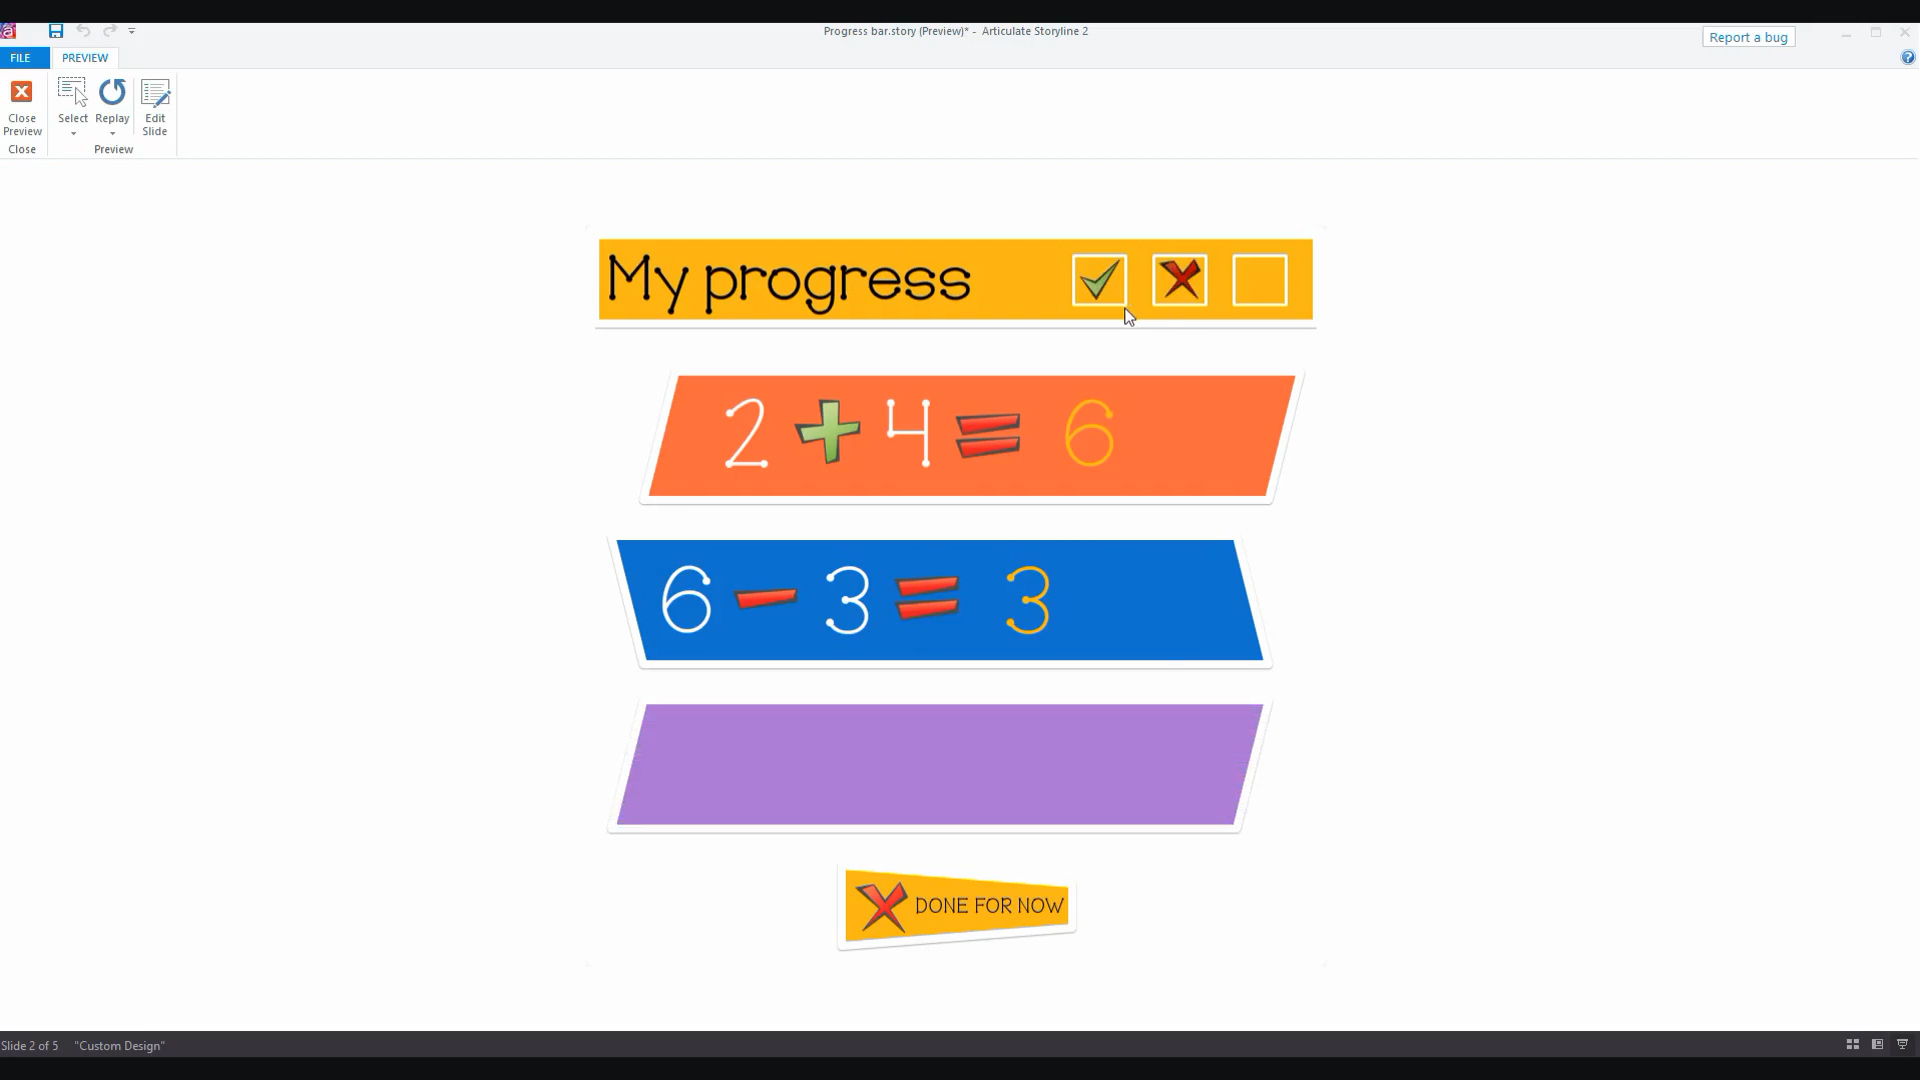 Progress bar.story (Preview)* - Articulate Storyline 2
Report a bug
FILE
PREVIEW
Close Preview
Select
Replay
Edit Slide
Close
Preview
My progress
2 + 4 = 6
6 - 3 = 3
DONE FOR NOW
Slide 2 of 5
"Custom Design"